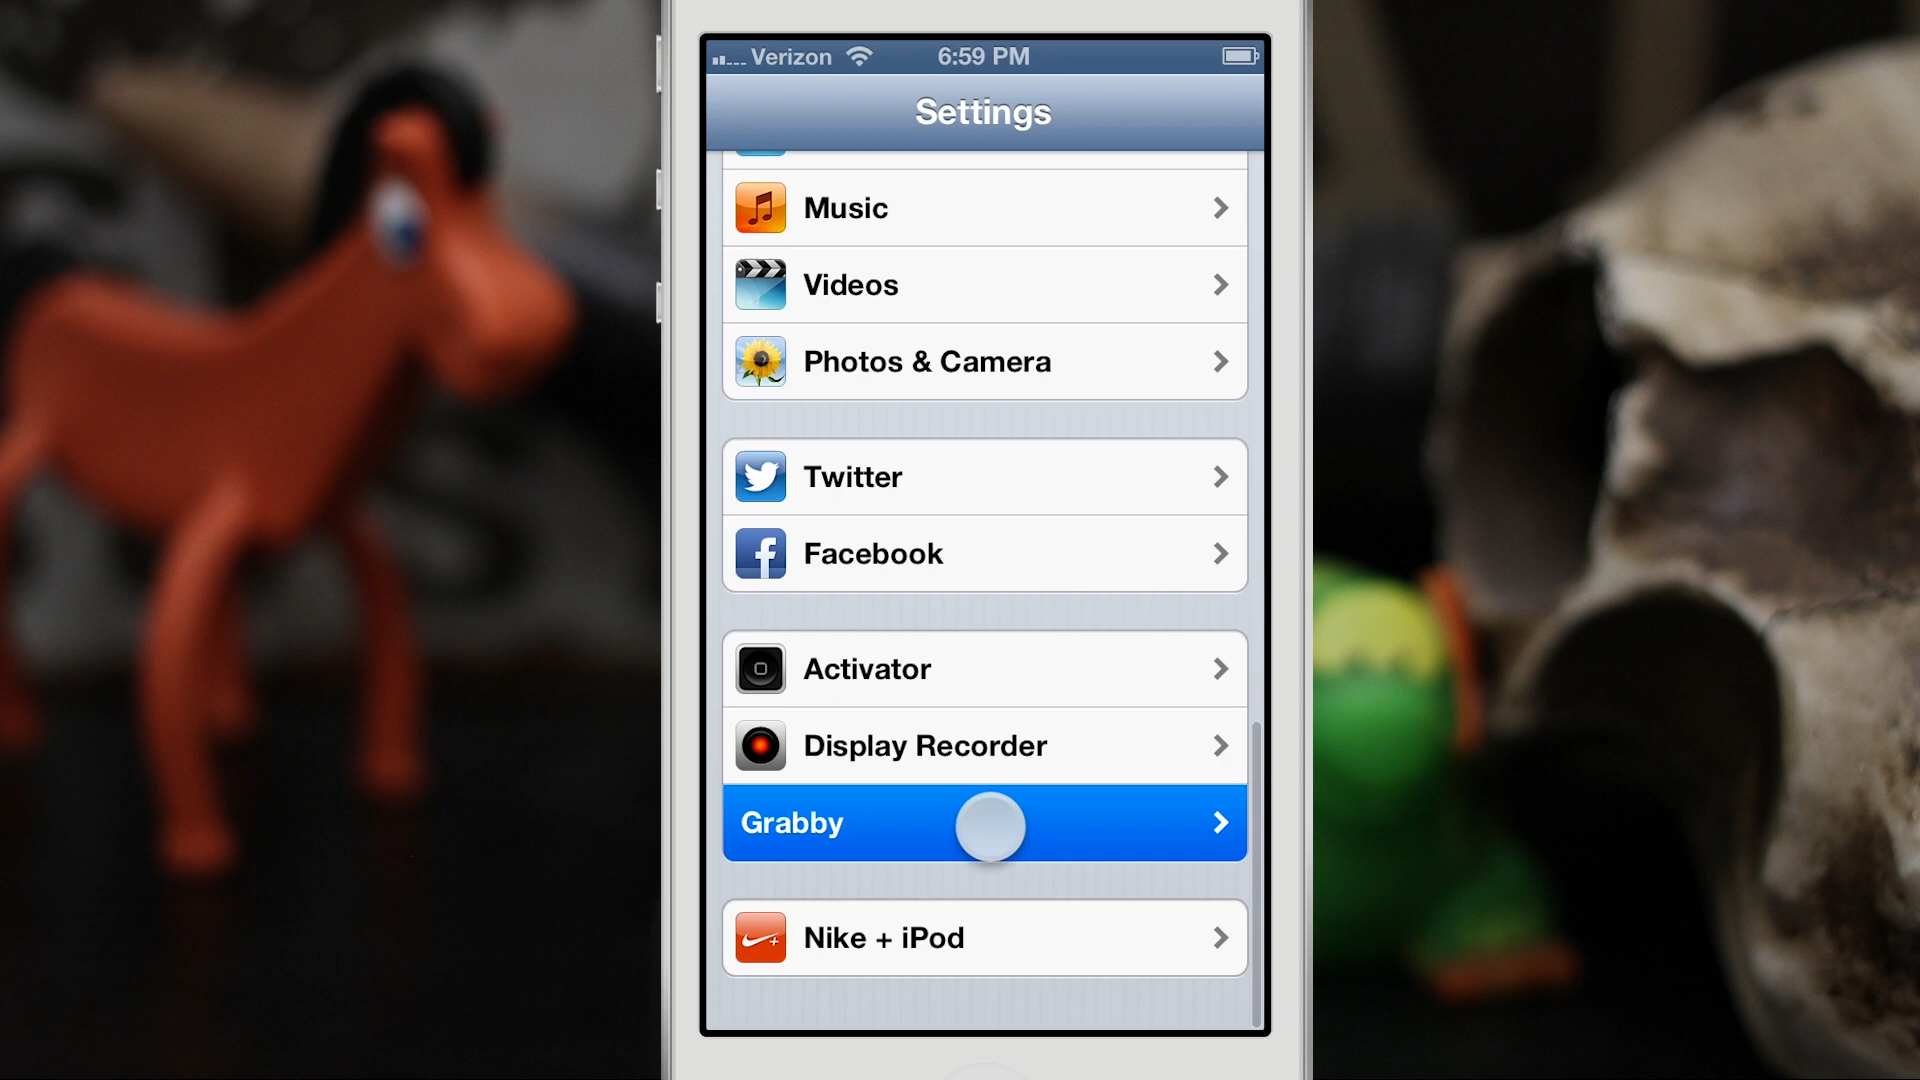 Verizon 6:59 PM
Settings
Music
Videos
Photos & Camera
Twitter
Facebook
Activator
Display Recorder
Grabby
Nike + iPod